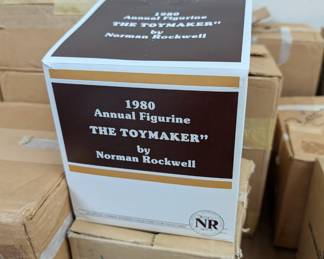 1980
Annual Figurine
THE TOYMAKER"
by
Norman Rockwell
1980
Annual Figurine
THE TOYMAKER"
by
Norman Rockwell
NR